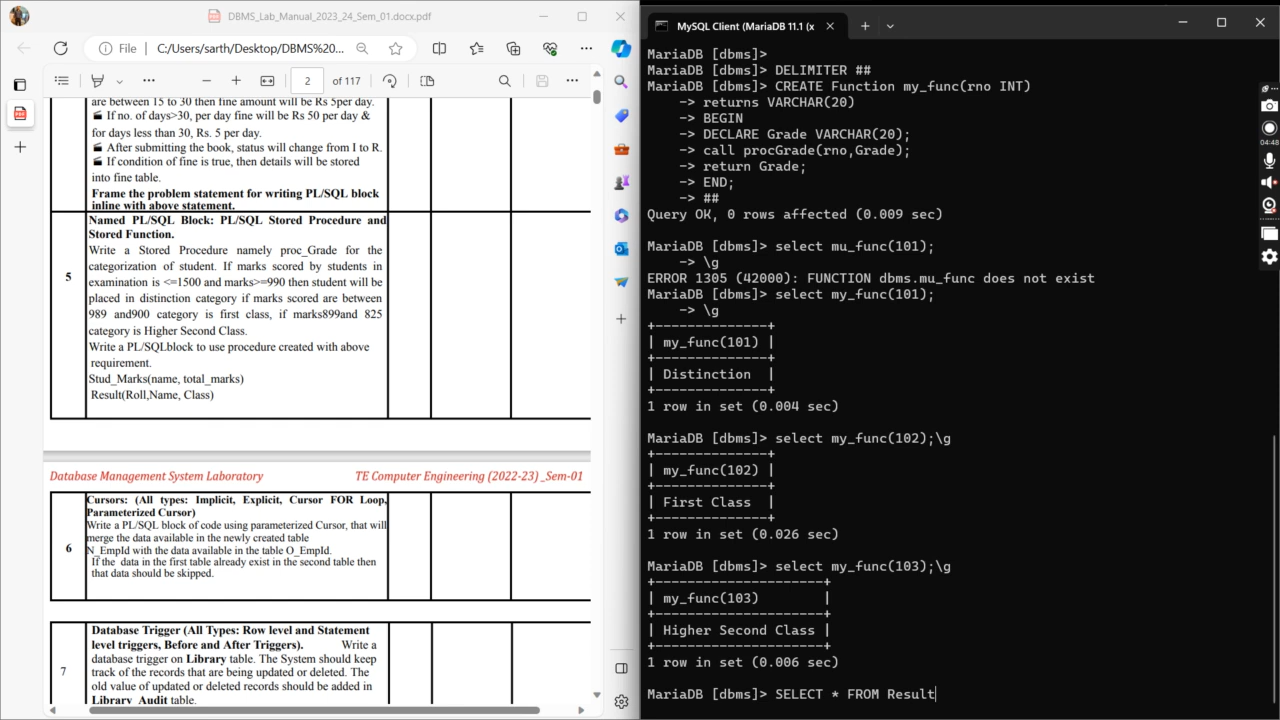 DBMS_Lab_Manual_2023_24_Sem_01.docx.pdf
File
C:/Users/sarth/Desktop/DBMS%20...
2 of 117
are between 15 to 30 then fine amount will be Rs 5per day.
If no. of days>30, per day fine will be Rs 50 per day &
for days less than 30, Rs. 5 per day.
After submitting the book, status will change from I to R.
If condition of fine is true, then details will be stored
into fine table.
Frame the problem statement for writing PL/SQL block
inline with above statement.
5
Named PL/SQL Block: PL/SQL Stored Procedure and
Stored Function.
Write a Stored Procedure namely proc_Grade for the
categorization of student. If marks scored by students in
examination is <=1500 and marks>=990 then student will be
placed in distinction category if marks scored are between
989 and900 category is first class, if marks899and 825
category is Higher Second Class.
Write a PL/SQLblock to use procedure created with above
requirement.
Stud_Marks(name, total_marks)
Result(Roll,Name, Class)
Database Management System Laboratory
TE Computer Engineering (2022-23)_Sem-01
6
Cursors: (All types: Implicit, Explicit, Cursor FOR Loop,
Parameterized Cursor)
Write a PL/SQL block of code using parameterized Cursor, that will
merge the data available in the newly created table
N_EmpId with the data available in the table O_EmpId.
If the data in the first table already exist in the second table then
that data should be skipped.
7
Database Trigger (All Types: Row level and Statement
level triggers, Before and After Triggers). Write a
database trigger on Library table. The System should keep
track of the records that are being updated or deleted. The
old value of updated or deleted records should be added in
Library_Audit table.
MySQL Client (MariaDB 11.1 (x
MariaDB [dbms]>
MariaDB [dbms]> DELIMITER ##
MariaDB [dbms]> CREATE Function my_func(rno INT)
-> returns VARCHAR(20)
-> BEGIN
-> DECLARE Grade VARCHAR(20);
-> call procGrade(rno,Grade);
-> return Grade;
-> END;
-> ##
Query OK, 0 rows affected (0.009 sec)
MariaDB [dbms]> select mu_func(101);
-> \g
ERROR 1305 (42000): FUNCTION dbms.mu_func does not exist
MariaDB [dbms]> select my_func(101);
-> \g
+--------------+
| my_func(101) |
+--------------+
| Distinction  |
+--------------+
1 row in set (0.004 sec)
MariaDB [dbms]> select my_func(102);\g
+--------------+
| my_func(102) |
+--------------+
| First Class  |
+--------------+
1 row in set (0.026 sec)
MariaDB [dbms]> select my_func(103);\g
+---------------------+
| my_func(103)        |
+---------------------+
| Higher Second Class |
+---------------------+
1 row in set (0.006 sec)
MariaDB [dbms]> SELECT * FROM Result
04:48